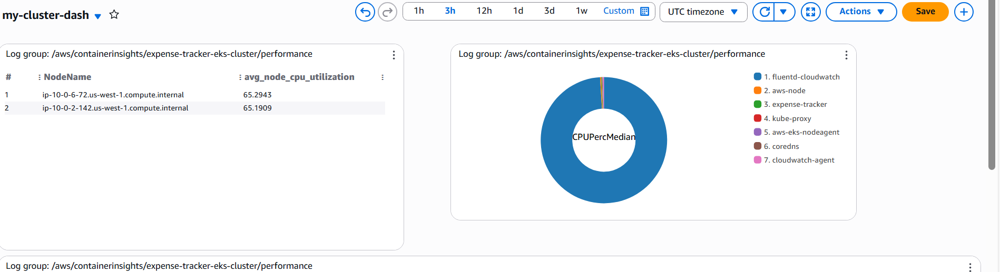 my-cluster-dash
1h 3h 12h 1d 3d 1w Custom UTC timezone Actions Save
Log group: /aws/containerinsights/expense-tracker-eks-cluster/performance
# NodeName avg_node_cpu_utilization
1 ip-10-0-6-72.us-west-1.compute.internal 65.2943
2 ip-10-0-2-142.us-west-1.compute.internal 65.1909
Log group: /aws/containerinsights/expense-tracker-eks-cluster/performance
CPUPercMedian
1. fluentd-cloudwatch
2. aws-node
3. expense-tracker
4. kube-proxy
5. aws-eks-nodeagent
6. coredns
7. cloudwatch-agent
Log group: /aws/containerinsights/expense-tracker-eks-cluster/performance